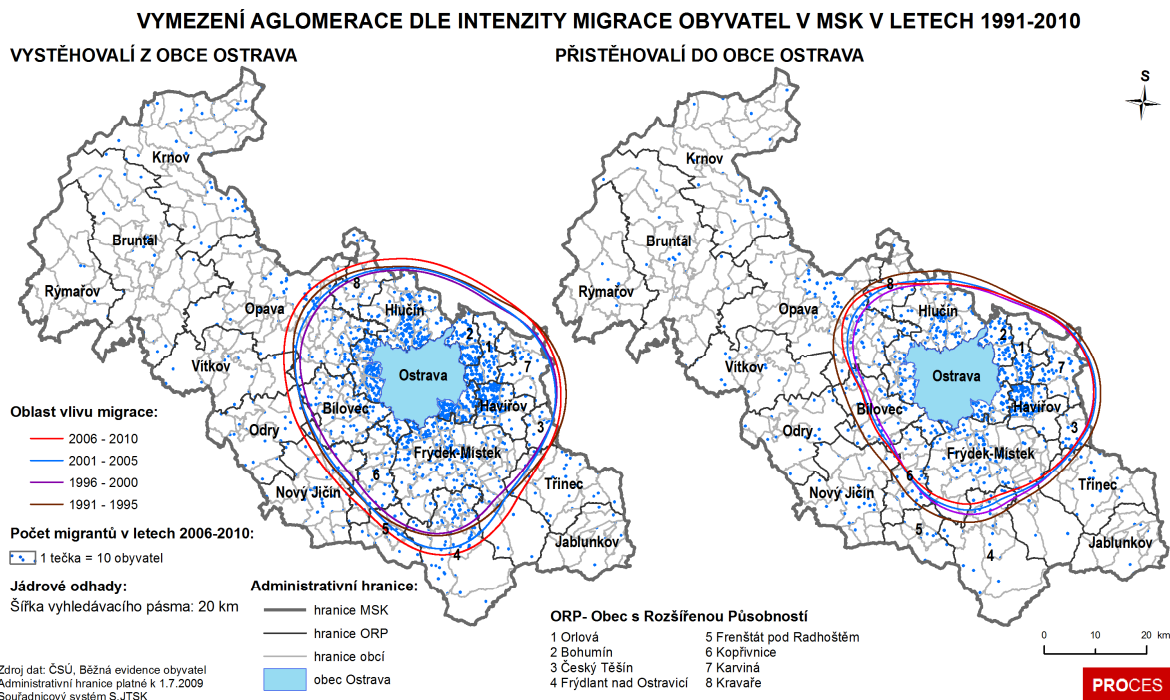 VYMEZENÍ AGLOMERACE DLE INTENZITY MIGRACE OBYVATEL V MSK V LETECH 1991-2010
VYSTĚHOVALÍ Z OBCE OSTRAVA
Krnov
Bruntál
Rýmařov
Opava
8
Hlučín
Vítkov
2
1
7
Ostrava
Bílovec
Havířov
3
Odry
Frýdek-Místek
6
Nový Jičín
Třinec
5
4
Jablunkov
PŘISTĚHOVALÍ DO OBCE OSTRAVA
S
Krnov
Bruntál
Rýmařov
Opava
8
Hlučín
Vítkov
2
1
7
Ostrava
Bílovec
Havířov
3
Odry
Frýdek-Místek
6
Nový Jičín
Třinec
5
4
Jablunkov
Oblast vlivu migrace:
2006 - 2010
2001 - 2005
1996 - 2000
1991 - 1995
Počet migrantů v letech 2006-2010:
1 tečka = 10 obyvatel
Jádrové odhady:
Šířka vyhledávacího pásma: 20 km
Administrativní hranice:
hranice MSK
hranice ORP
hranice obcí
obec Ostrava
ORP- Obec s Rozšířenou Působností
1 Orlová
2 Bohumín
3 Český Těšín
4 Frýdlant nad Ostravicí
5 Frenštát pod Radhoštěm
6 Kopřivnice
7 Karviná
8 Kravaře
0 10 20 km
Zdroj dat: ČSÚ, Běžná evidence obyvatel
Administrativní hranice platné k 1.7.2009
Souřadnicový systém S.JTSK
PROCES